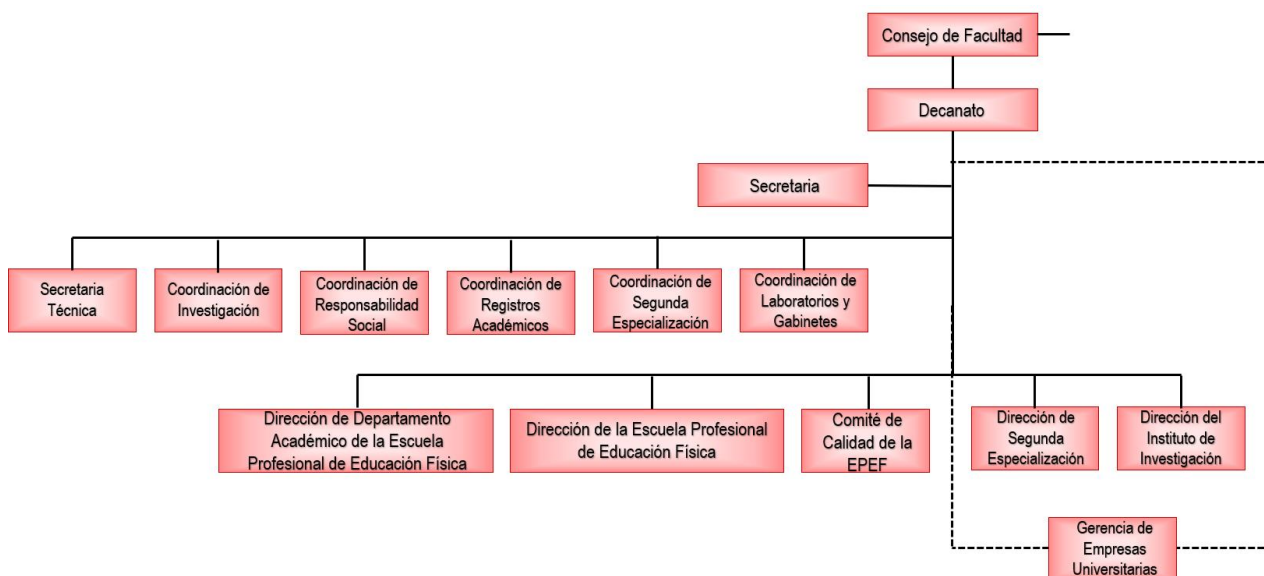 Consejo de Facultad
Decanato
Secretaria
Secretaria
Técnica
Coordinación de
Investigación
Coordinación de
Responsabilidad
Social
Coordinación de
Registros
Académicos
Coordinación de
Segunda
Especialización
Coordinación de
Laboratorios y
Gabinetes
Dirección de Departamento
Académico de la Escuela
Profesional de Educación Física
Dirección de la Escuela Profesional
de Educación Física
Comité de
Calidad de la
EPEF
Dirección de
Segunda
Especialización
Dirección del
Instituto de
Investigación
Gerencia de
Empresas
Universitarias